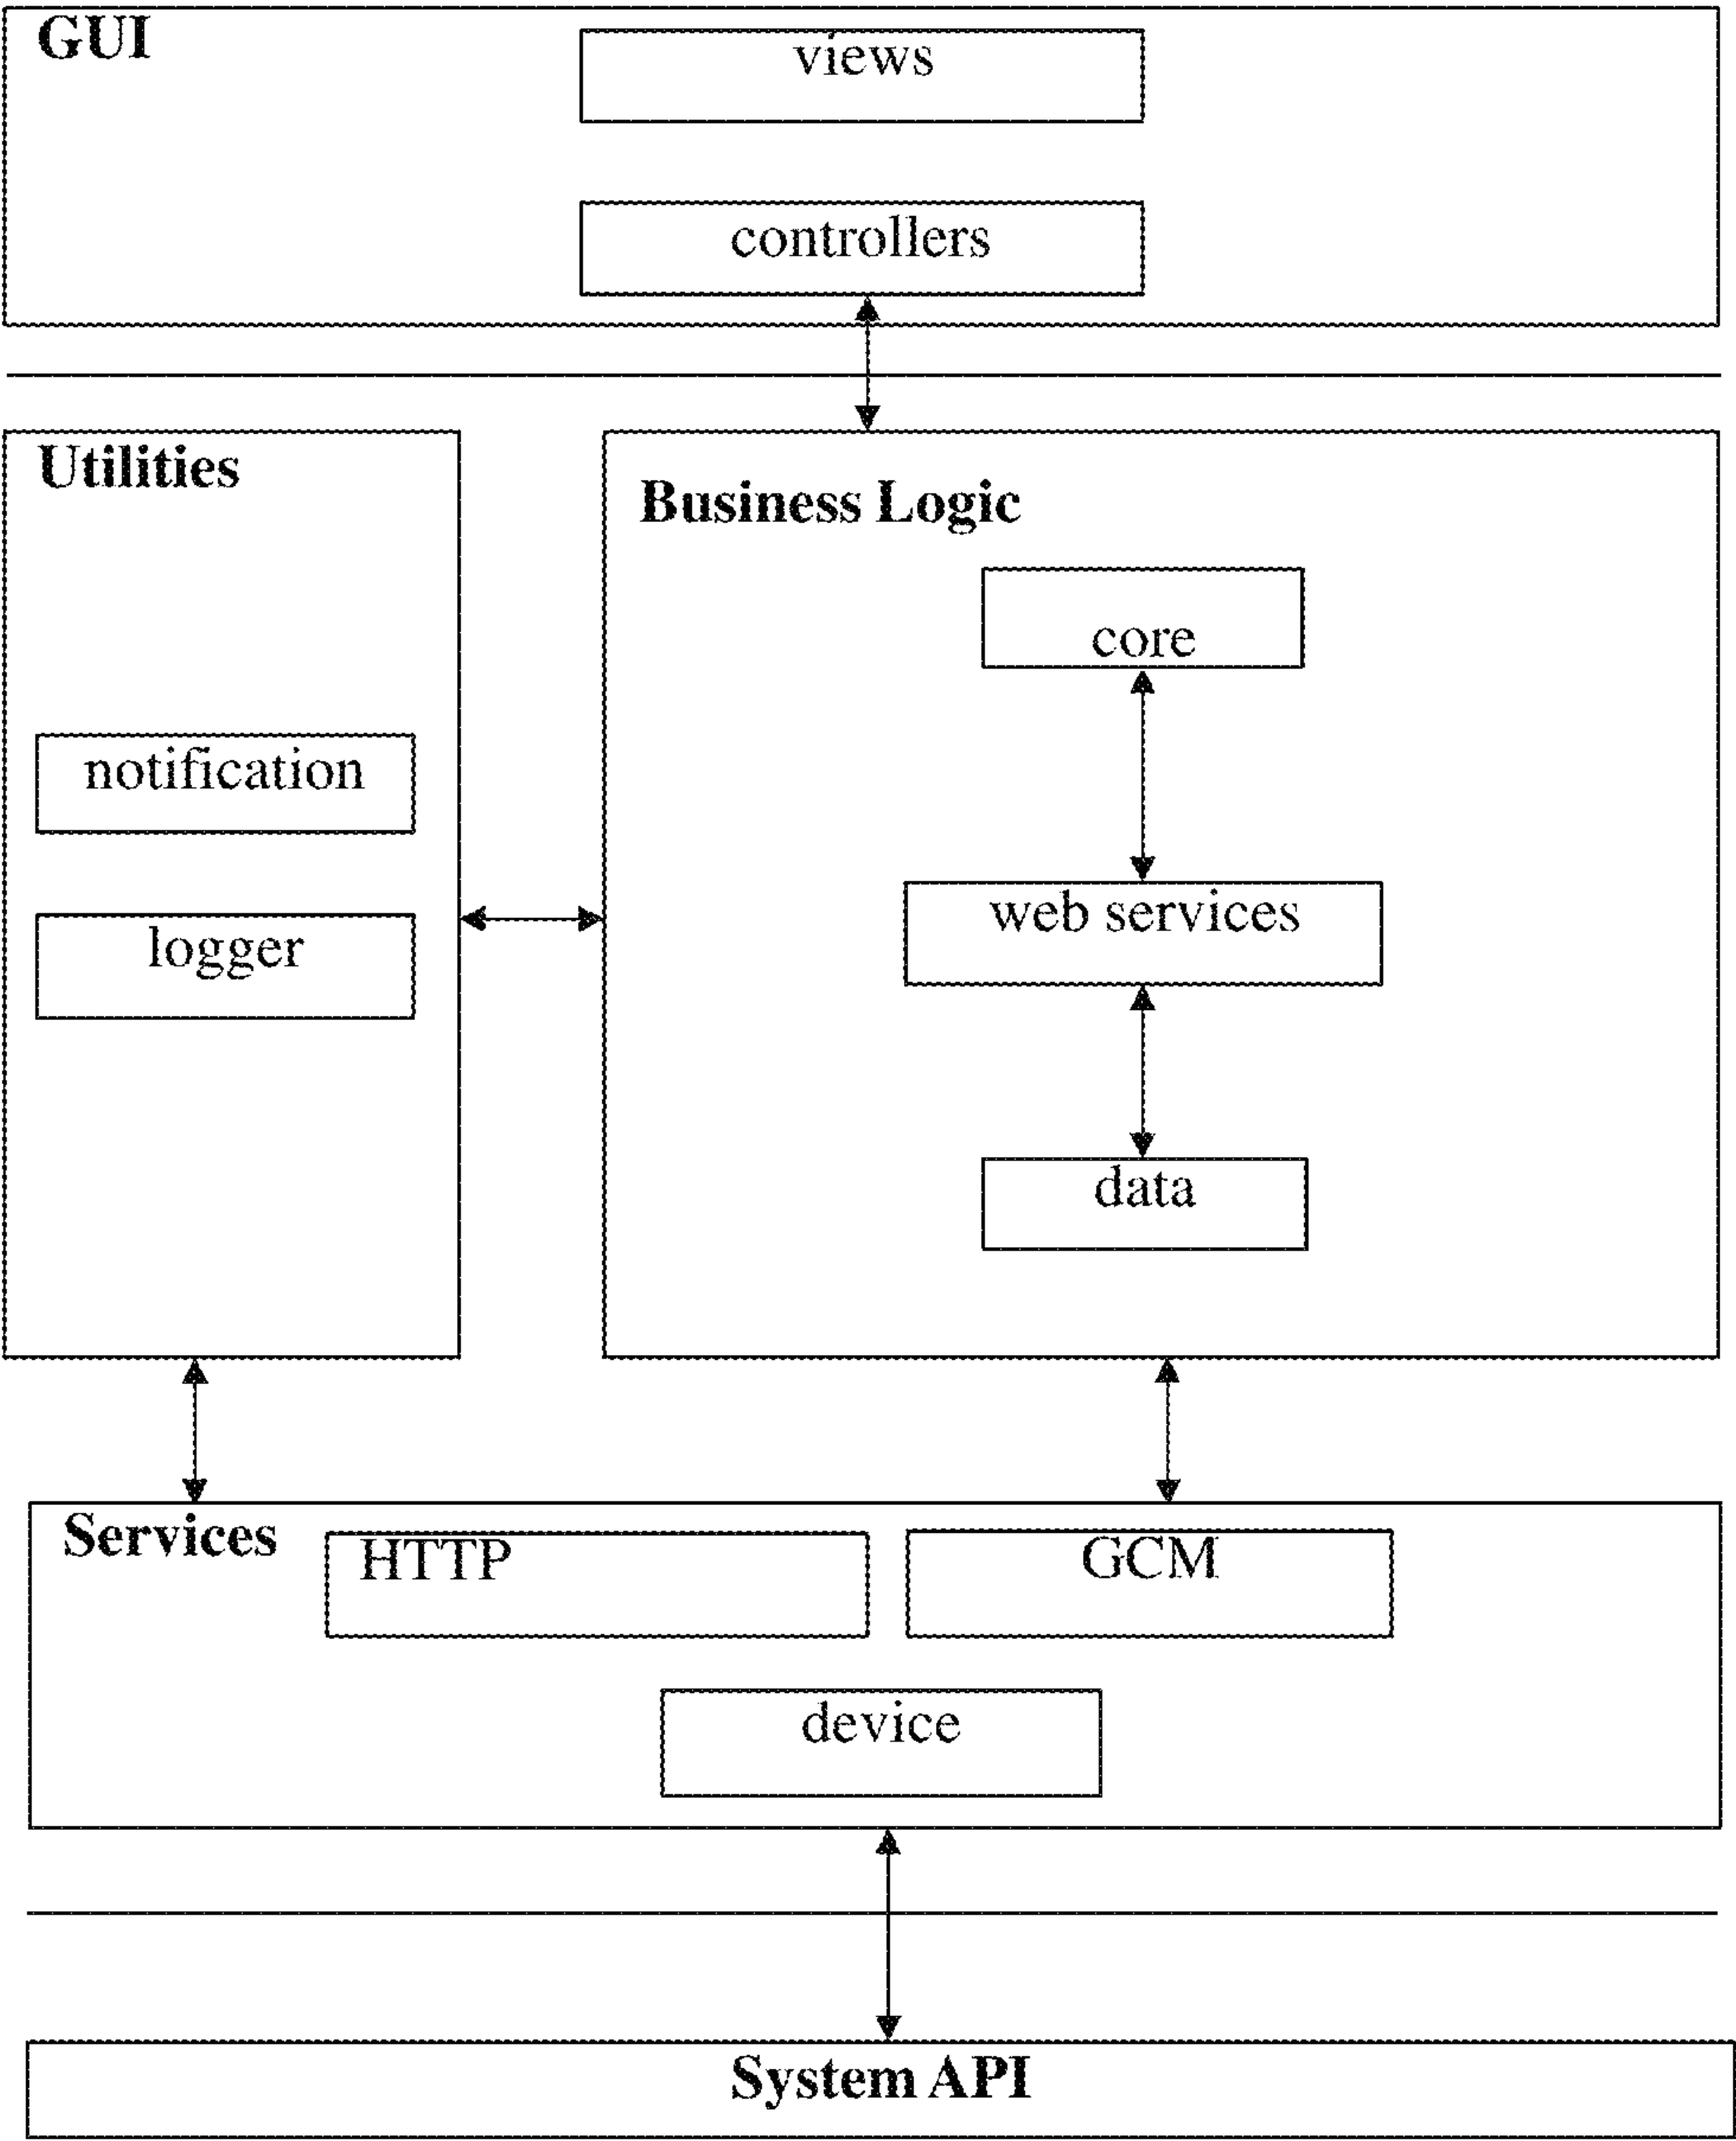 GUI
views
controllers
Utilities
Business Logic
core
notification
web services
logger
data
Services
HTTP
GCM
device
System API